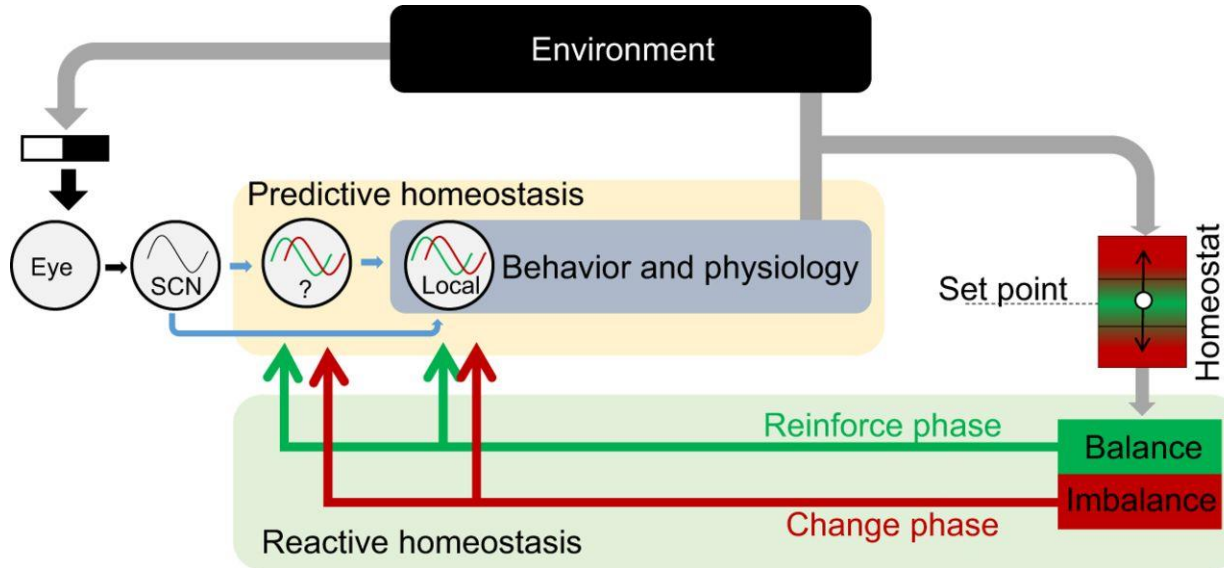 Environment
Predictive homeostasis
Eye
SCN
?
Local
Behavior and physiology
Set point
Homeostat
Reinforce phase
Balance
Imbalance
Change phase
Reactive homeostasis